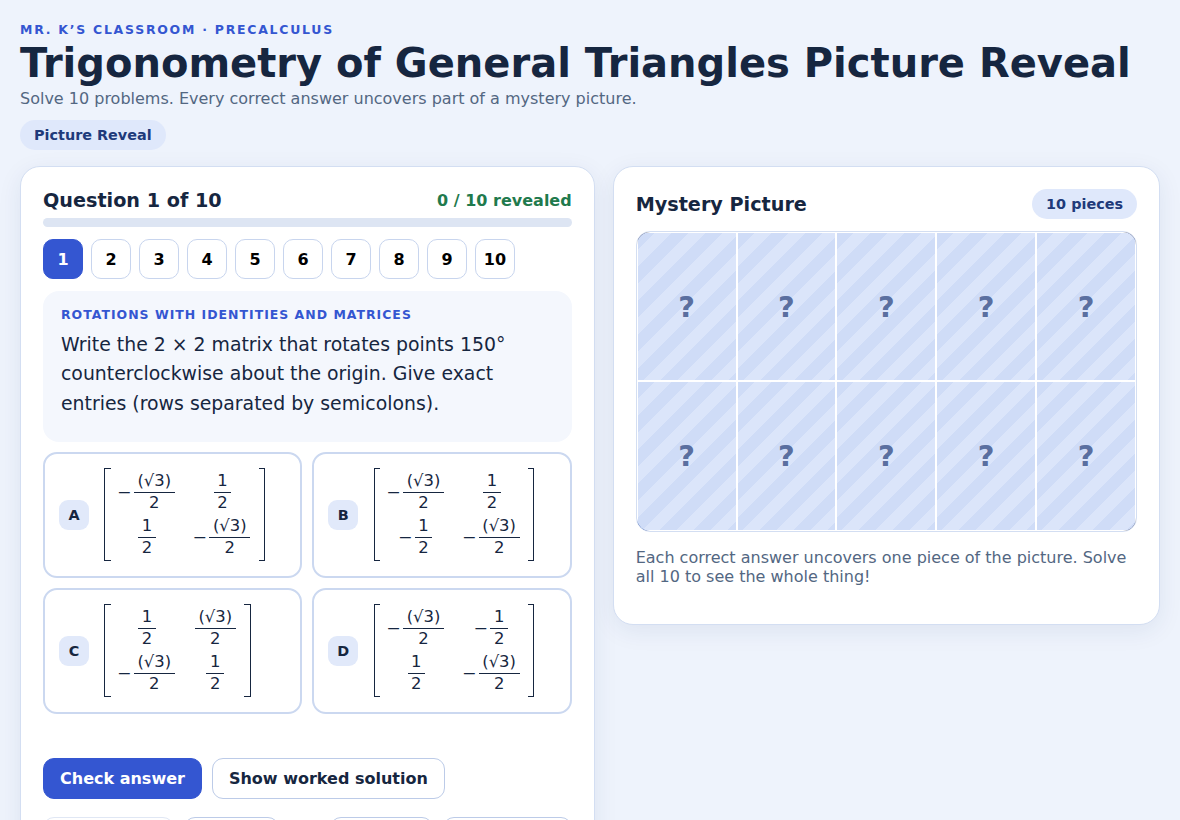 MR. K’S CLASSROOM · PRECALCULUS
Trigonometry of General Triangles Picture Reveal
Solve 10 problems. Every correct answer uncovers part of a mystery picture.
Picture Reveal
Question 1 of 10
0 / 10 revealed
1 2 3 4 5 6 7 8 9 10
ROTATIONS WITH IDENTITIES AND MATRICES
Write the 2 × 2 matrix that rotates points 150°
counterclockwise about the origin. Give exact
entries (rows separated by semicolons).
A
−(√3)/2 1/2
1/2 −(√3)/2
B
−(√3)/2 1/2
−1/2 −(√3)/2
C
1/2 (√3)/2
−(√3)/2 1/2
D
−(√3)/2 −1/2
1/2 −(√3)/2
Check answer
Show worked solution
Mystery Picture
10 pieces
? ? ? ? ?
? ? ? ? ?
Each correct answer uncovers one piece of the picture. Solve
all 10 to see the whole thing!